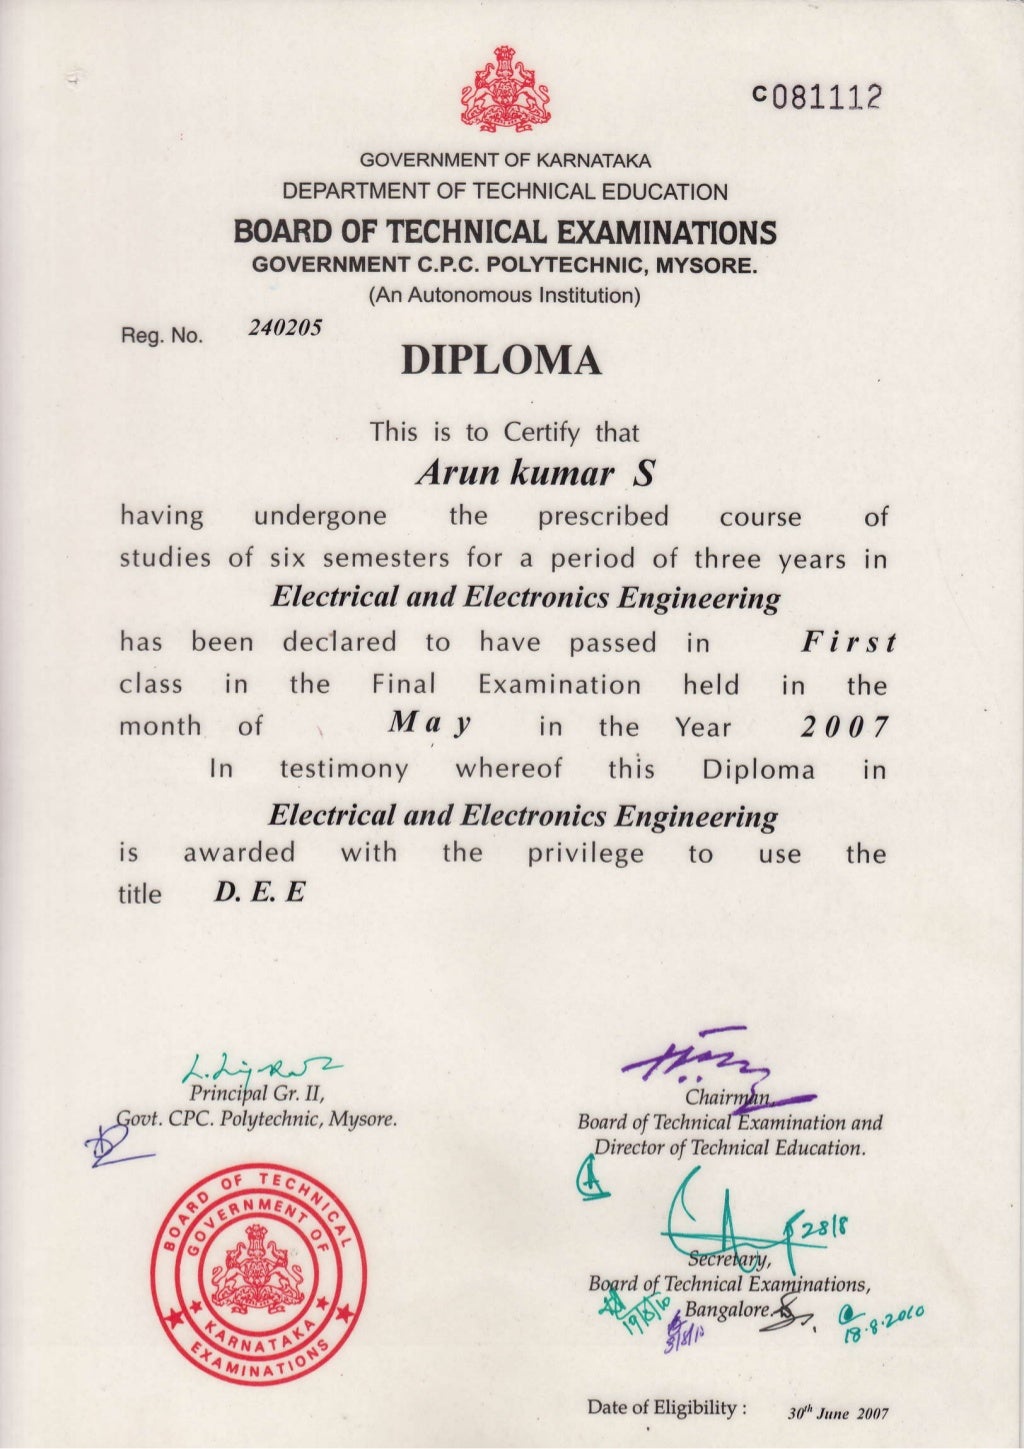 C081112
GOVERNMENT OF KARNATAKA
DEPARTMENT OF TECHNICAL EDUCATION
BOARD OF TECHNICAL EXAMINATIONS
GOVERNMENT C.P.C. POLYTECHNIC, MYSORE.
(An Autonomous Institution)
Reg. No. 240205
DIPLOMA
This is to Certify that
Arun kumar S
having undergone the prescribed course of
studies of six semesters for a period of three years in
Electrical and Electronics Engineering
has been declared to have passed in First
class in the Final Examination held in the
month of May in the Year 2007
In testimony whereof this Diploma in
Electrical and Electronics Engineering
is awarded with the privilege to use the
title D. E. E
Principal Gr. II,
Govt. CPC. Polytechnic, Mysore.
Chairman,
Board of Technical Examination and
Director of Technical Education.
28/8
Secretary,
Board of Technical Examinations,
Bangalore.
19/8/10
18.8.2010
BOARD OF TECHNICAL
EXAMINATIONS
GOVERNMENT OF
KARNATAKA
Date of Eligibility : 30th June 2007